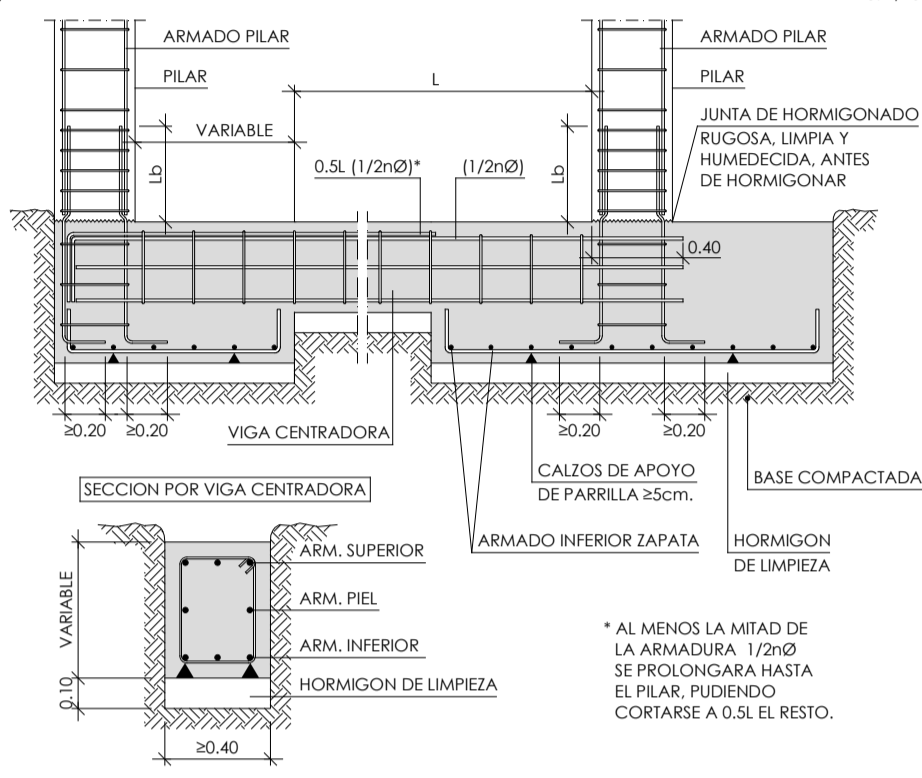 ARMADO PILAR
ARMADO PILAR
PILAR
L
PILAR
JUNTA DE HORMIGONADO
RUGOSA, LIMPIA Y
HUMEDECIDA, ANTES
DE HORMIGONAR
VARIABLE
Lb
0.5L (1/2nØ)*
(1/2nØ)
Lb
0.40
≥0.20
≥0.20
≥0.20
≥0.20
VIGA CENTRADORA
CALZOS DE APOYO
DE PARRILLA ≥5cm.
BASE COMPACTADA
SECCION POR VIGA CENTRADORA
ARMADO INFERIOR ZAPATA
HORMIGON
DE LIMPIEZA
ARM. SUPERIOR
VARIABLE
ARM. PIEL
ARM. INFERIOR
0.10
HORMIGON DE LIMPIEZA
≥0.40
* AL MENOS LA MITAD DE
LA ARMADURA 1/2nØ
SE PROLONGARA HASTA
EL PILAR, PUDIENDO
CORTARSE A 0.5L EL RESTO.